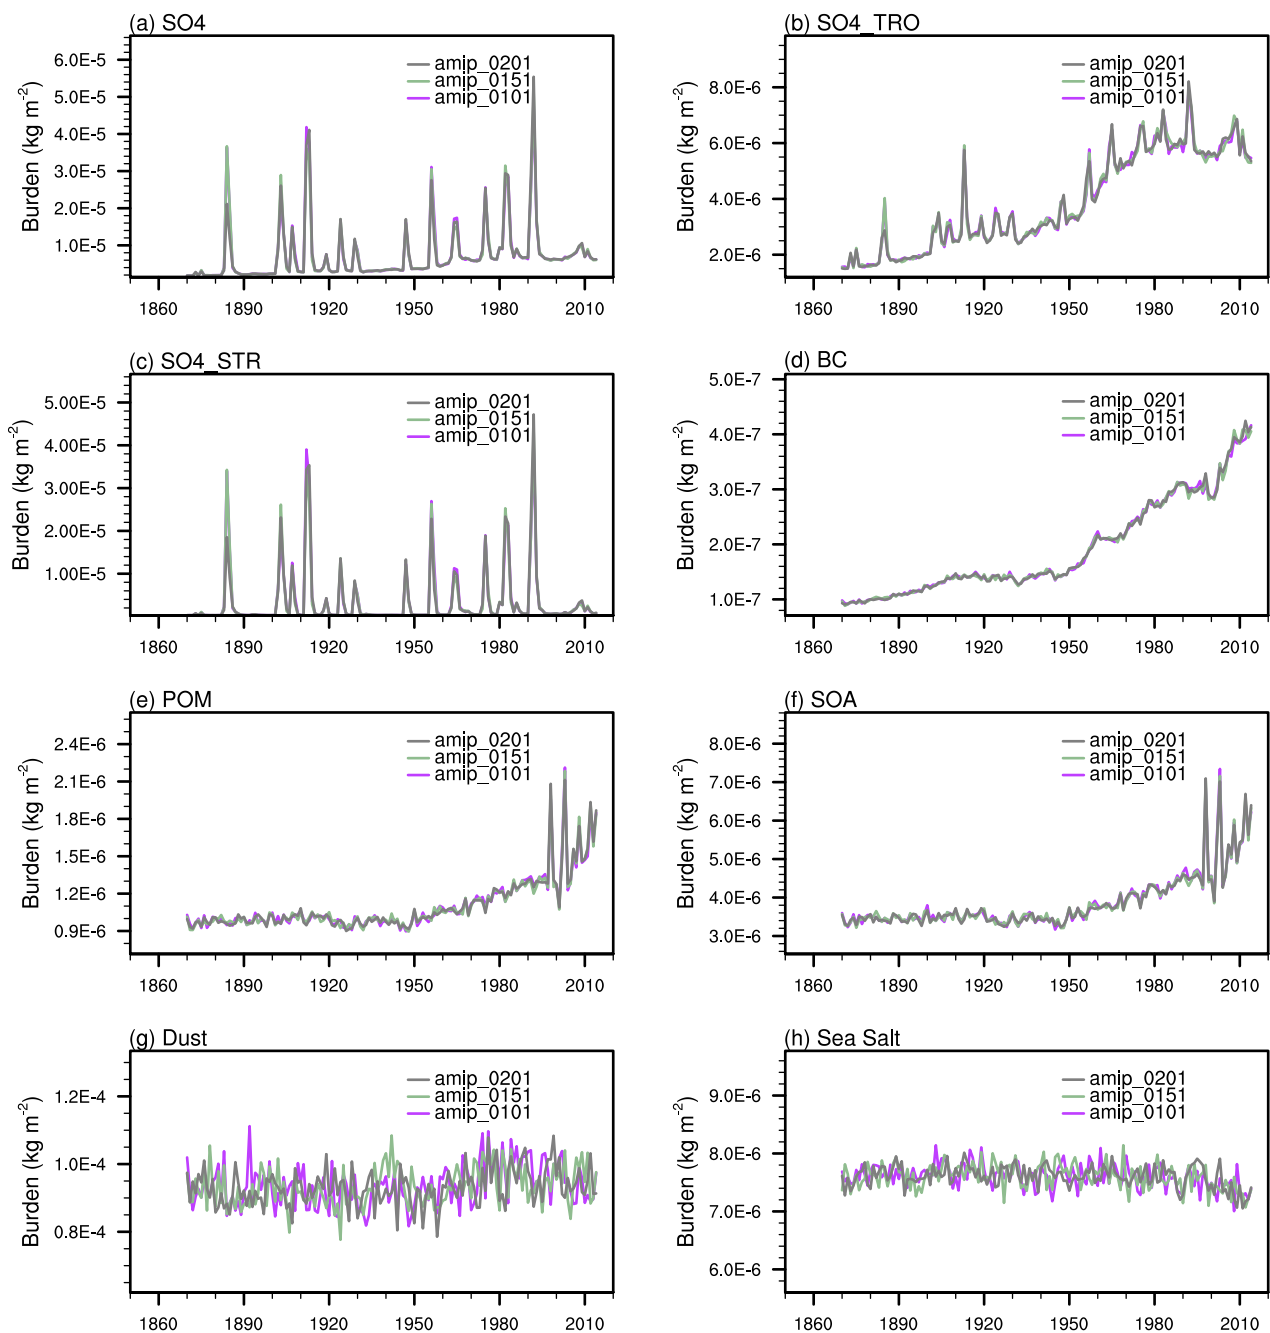 (a) SO4
Burden (kg m-2)
6.0E-5
5.0E-5
4.0E-5
3.0E-5
2.0E-5
1.0E-5
amip_0201
amip_0151
amip_0101
1860 1890 1920 1950 1980 2010
(b) SO4_TRO
Burden (kg m-2)
8.0E-6
6.0E-6
4.0E-6
2.0E-6
amip_0201
amip_0151
amip_0101
1860 1890 1920 1950 1980 2010
(c) SO4_STR
Burden (kg m-2)
5.00E-5
4.00E-5
3.00E-5
2.00E-5
1.00E-5
amip_0201
amip_0151
amip_0101
1860 1890 1920 1950 1980 2010
(d) BC
Burden (kg m-2)
5.0E-7
4.0E-7
3.0E-7
2.0E-7
1.0E-7
amip_0201
amip_0151
amip_0101
1860 1890 1920 1950 1980 2010
(e) POM
Burden (kg m-2)
2.4E-6
2.1E-6
1.8E-6
1.5E-6
1.2E-6
0.9E-6
amip_0201
amip_0151
amip_0101
1860 1890 1920 1950 1980 2010
(f) SOA
Burden (kg m-2)
8.0E-6
7.0E-6
6.0E-6
5.0E-6
4.0E-6
3.0E-6
amip_0201
amip_0151
amip_0101
1860 1890 1920 1950 1980 2010
(g) Dust
Burden (kg m-2)
1.2E-4
1.0E-4
0.8E-4
amip_0201
amip_0151
amip_0101
1860 1890 1920 1950 1980 2010
(h) Sea Salt
Burden (kg m-2)
9.0E-6
8.0E-6
7.0E-6
6.0E-6
amip_0201
amip_0151
amip_0101
1860 1890 1920 1950 1980 2010